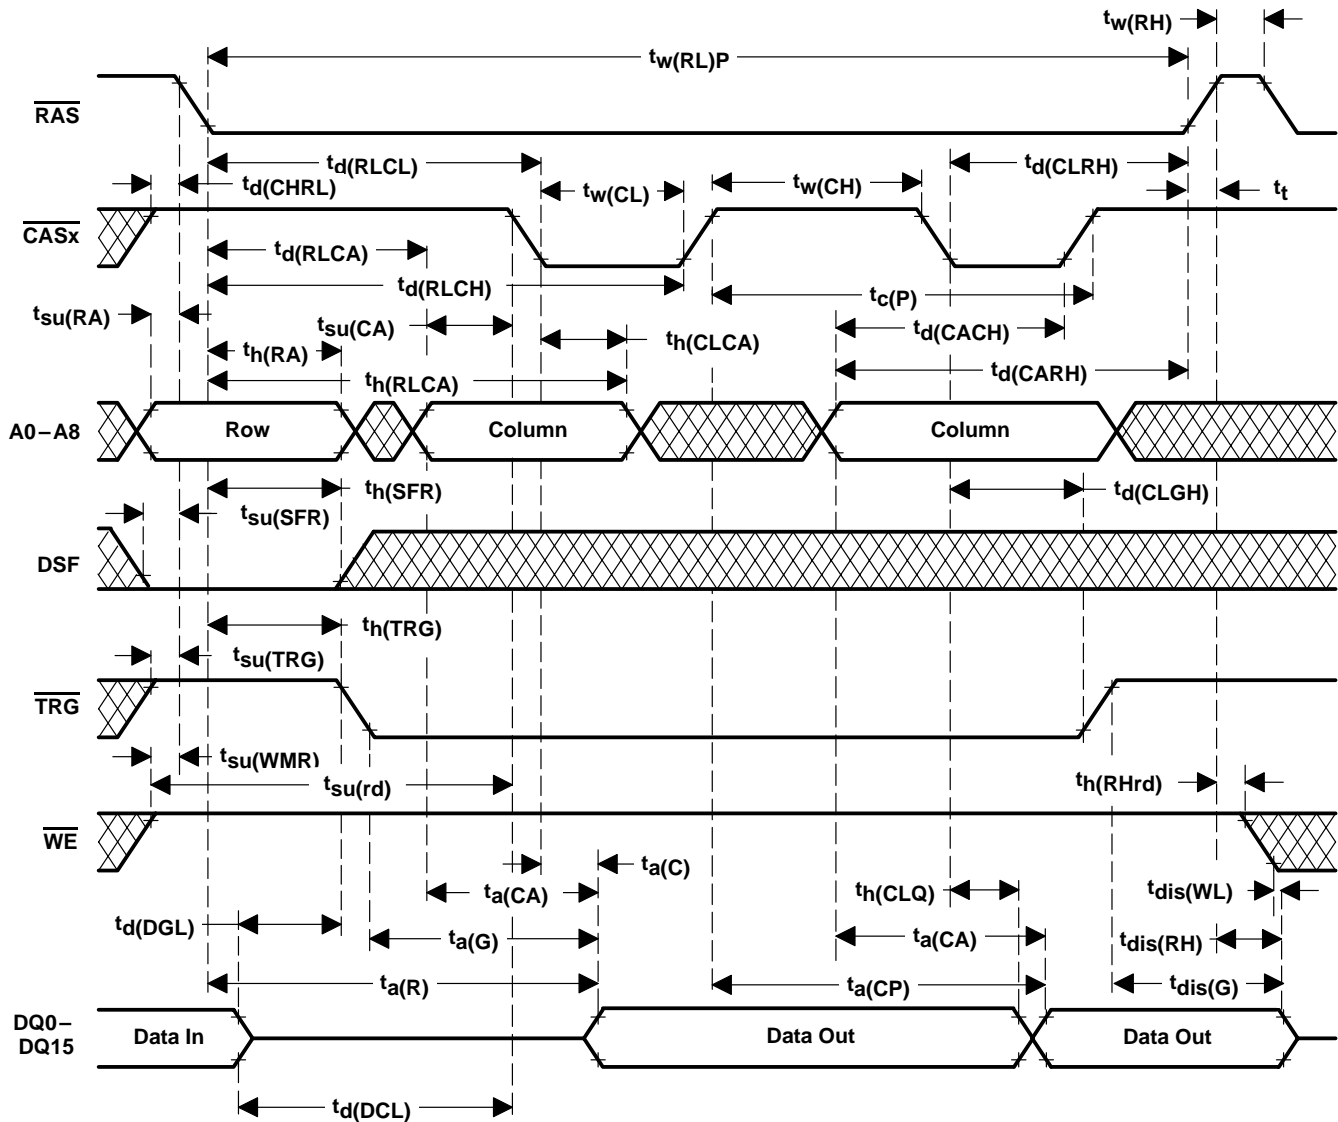 tw(RH)
tw(RL)P
RAS
td(RLCL)
td(CLRH)
td(CHRL)
tw(CL)
tw(CH)
tt
CASx
td(RLCA)
td(RLCH)
tc(P)
tsu(RA)
tsu(CA)
td(CACH)
th(RA)
th(CLCA)
th(RLCA)
td(CARH)
A0–A8
Row
Column
Column
th(SFR)
td(CLGH)
tsu(SFR)
DSF
th(TRG)
tsu(TRG)
TRG
tsu(WMR)
tsu(rd)
th(RHrd)
WE
ta(C)
ta(CA)
th(CLQ)
tdis(WL)
td(DGL)
ta(G)
ta(CA)
tdis(RH)
ta(R)
ta(CP)
tdis(G)
DQ0–
DQ15
Data In
Data Out
Data Out
td(DCL)